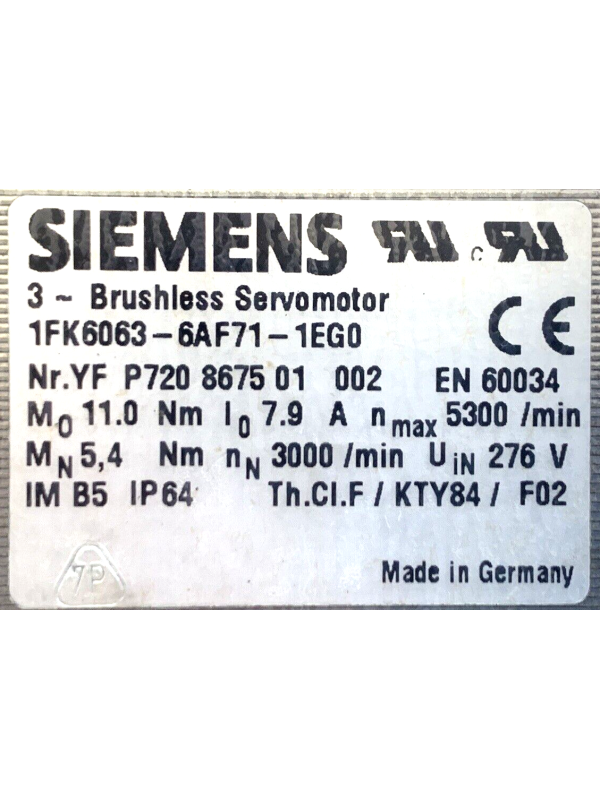 SIEMENS
3 ~ Brushless Servomotor
1FK6063-6AF71-1EG0
CE
Nr.YF P720 8675 01 002 EN 60034
M0 11.0 Nm I0 7.9 A nmax 5300 /min
MN 5,4 Nm nN 3000 /min UiN 276 V
IM B5 IP64 Th.Cl.F / KTY84 / F02
7P
Made in Germany